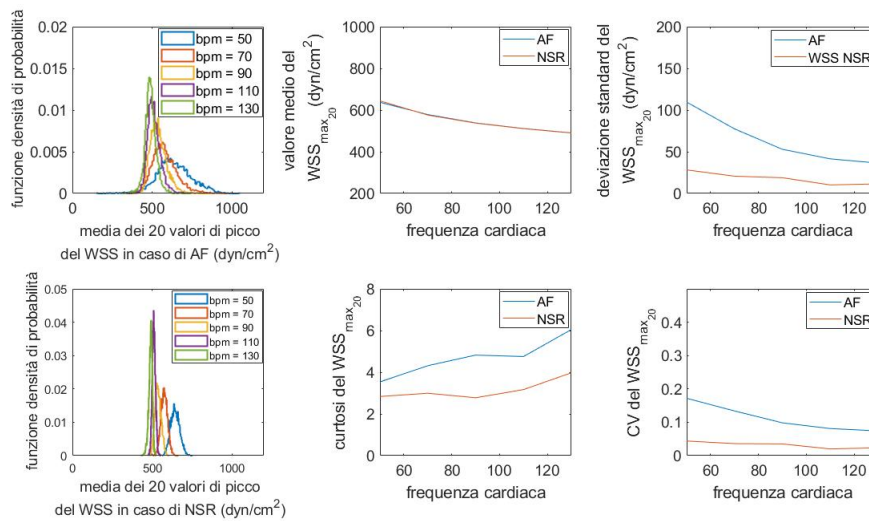 funzione densità di probabilità
0.02
0.015
0.01
0.005
0
0
500
1000
bpm = 50
bpm = 70
bpm = 90
bpm = 110
bpm = 130
media dei 20 valori di picco
del WSS in caso di AF (dyn/cm²)
valore medio del
WSSmax20
(dyn/cm²)
1000
800
600
400
200
60
80
100
120
AF
NSR
frequenza cardiaca
deviazione standard del
WSSmax20
(dyn/cm²)
200
150
100
50
0
60
80
100
120
AF
WSS NSR
frequenza cardiaca
funzione densità di probabilità
0.05
0.04
0.03
0.02
0.01
0
0
500
1000
bpm = 50
bpm = 70
bpm = 90
bpm = 110
bpm = 130
media dei 20 valori di picco
del WSS in caso di NSR (dyn/cm²)
curtosi del WSSmax20
8
6
4
2
0
60
80
100
120
AF
NSR
frequenza cardiaca
CV del WSSmax20
0.4
0.3
0.2
0.1
0
60
80
100
120
AF
NSR
frequenza cardiaca